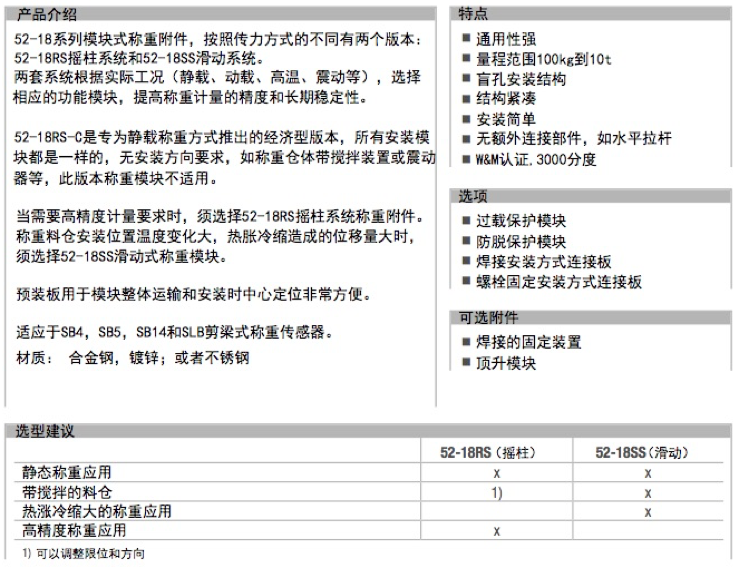 产品介绍
52-18系列模块式称重附件，按照传力方式的不同有两个版本：
52-18RS摇柱系统和52-18SS滑动系统。
两套系统根据实际工况（静载、动载、高温、震动等），选择
相应的功能模块，提高称重计量的精度和长期稳定性。
52-18RS-C是专为静载称重方式推出的经济型版本，所有安装模
块都是一样的，无安装方向要求，如称重仓体带搅拌装置或震动
器等，此版本称重模块不适用。
当需要高精度计量要求时，须选择52-18RS摇柱系统称重附件。
称重料仓安装位置温度变化大，热胀冷缩造成的位移量大时，
须选择52-18SS滑动式称重模块。
预装板用于模块整体运输和安装时中心定位非常方便。
适应于SB4，SB5，SB14和SLB剪梁式称重传感器。
材质： 合金钢，镀锌；或者不锈钢
特点
■ 通用性强
■ 量程范围100kg到10t
■ 盲孔安装结构
■ 结构紧凑
■ 安装简单
■ 无额外连接部件，如水平拉杆
■ W&M认证,3000分度
选项
■ 过载保护模块
■ 防脱保护模块
■ 焊接安装方式连接板
■ 螺栓固定安装方式连接板
可选附件
■ 焊接的固定装置
■ 顶升模块
选型建议
52-18RS（摇柱） 52-18SS（滑动）
静态称重应用 x x
带搅拌的料仓 1) x
热涨冷缩大的称重应用 x
高精度称重应用 x
1) 可以调整限位和方向